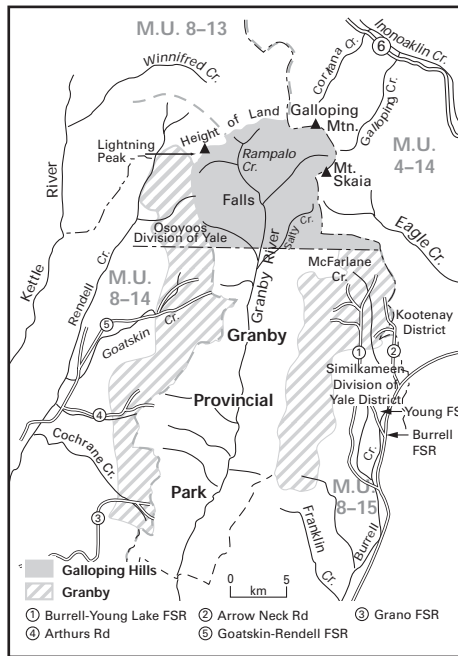 M.U. 8–13
Winnifred Cr.
Inonoaklin Cr.
6
Cortiana Cr.
Galloping Cr.
Galloping
Mtn.
Height of Land
Lightning
Peak
Rampalo
Cr.
Mt.
Skaia
M.U.
4–14
Falls
Salty Cr.
Eagle Cr.
Kettle River
Rendell Cr.
Osoyoos
Division of Yale
Granby River
McFarlane
Cr.
M.U.
8–14
Kootenay
District
5
Goatskin Cr.
Granby
1
2
Similkameen
Division of
Yale District
Provincial
Young FS
4
Burrell
FSR
Cochrane Cr.
Cr.
Park
M.U.
8–15
3
Franklin Cr.
Burrell
Galloping Hills
Granby
0 5
km
1 Burrell-Young Lake FSR 2 Arrow Neck Rd 3 Grano FSR
4 Arthurs Rd 5 Goatskin-Rendell FSR